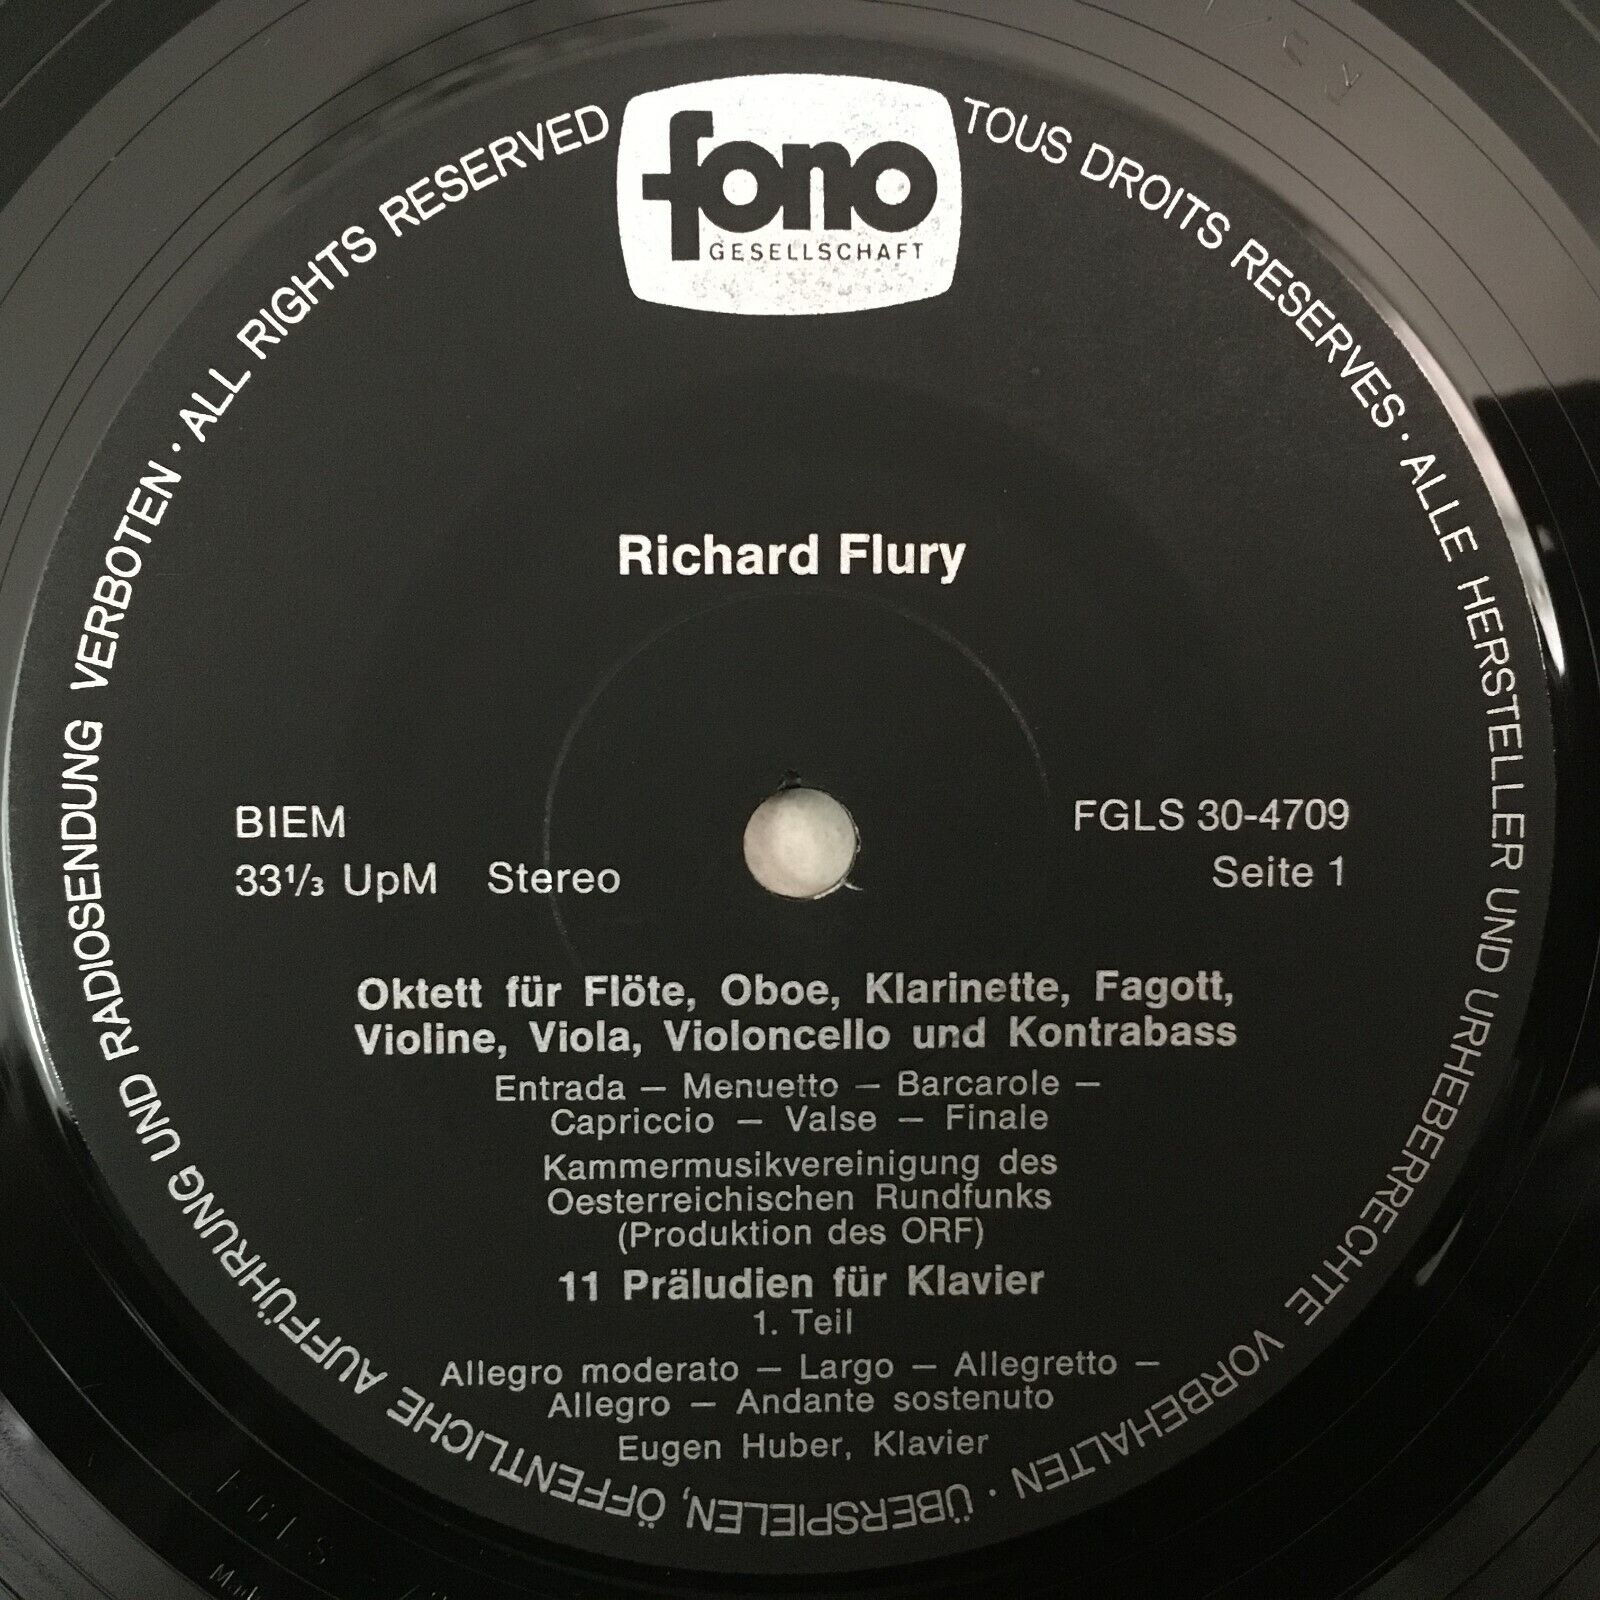 fono
GESELLSCHAFT
TOUS DROITS RESERVES · ALLE HERSTELLER UND URHEBERRECHTE VORBEHALTEN · ÜBERSPIELEN, ÖFFENTLICHE AUFFÜHRUNG UND RADIOSENDUNG VERBOTEN · ALL RIGHTS RESERVED
Richard Flury
BIEM
FGLS 30-4709
33 1/3 UpM Stereo
Seite 1
Oktett für Flöte, Oboe, Klarinette, Fagott,
Violine, Viola, Violoncello und Kontrabass
Entrada – Menuetto – Barcarole –
Capriccio – Valse – Finale
Kammermusikvereinigung des
Oesterreichischen Rundfunks
(Produktion des ORF)
11 Präludien für Klavier
1. Teil
Allegro moderato – Largo – Allegretto –
Allegro – Andante sostenuto
Eugen Huber, Klavier
FGLS